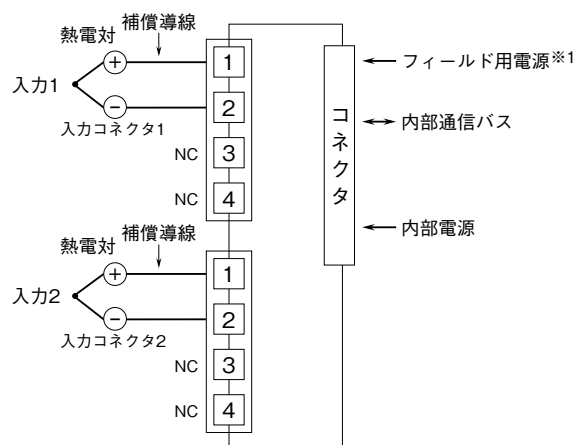 補償導線
熱電対
+
1
フィールド用電源※1
入力1
−
2
入力コネクタ1
コネクタ
内部通信バス
NC
3
NC
4
内部電源
補償導線
熱電対
+
1
入力2
−
2
入力コネクタ2
NC
3
NC
4